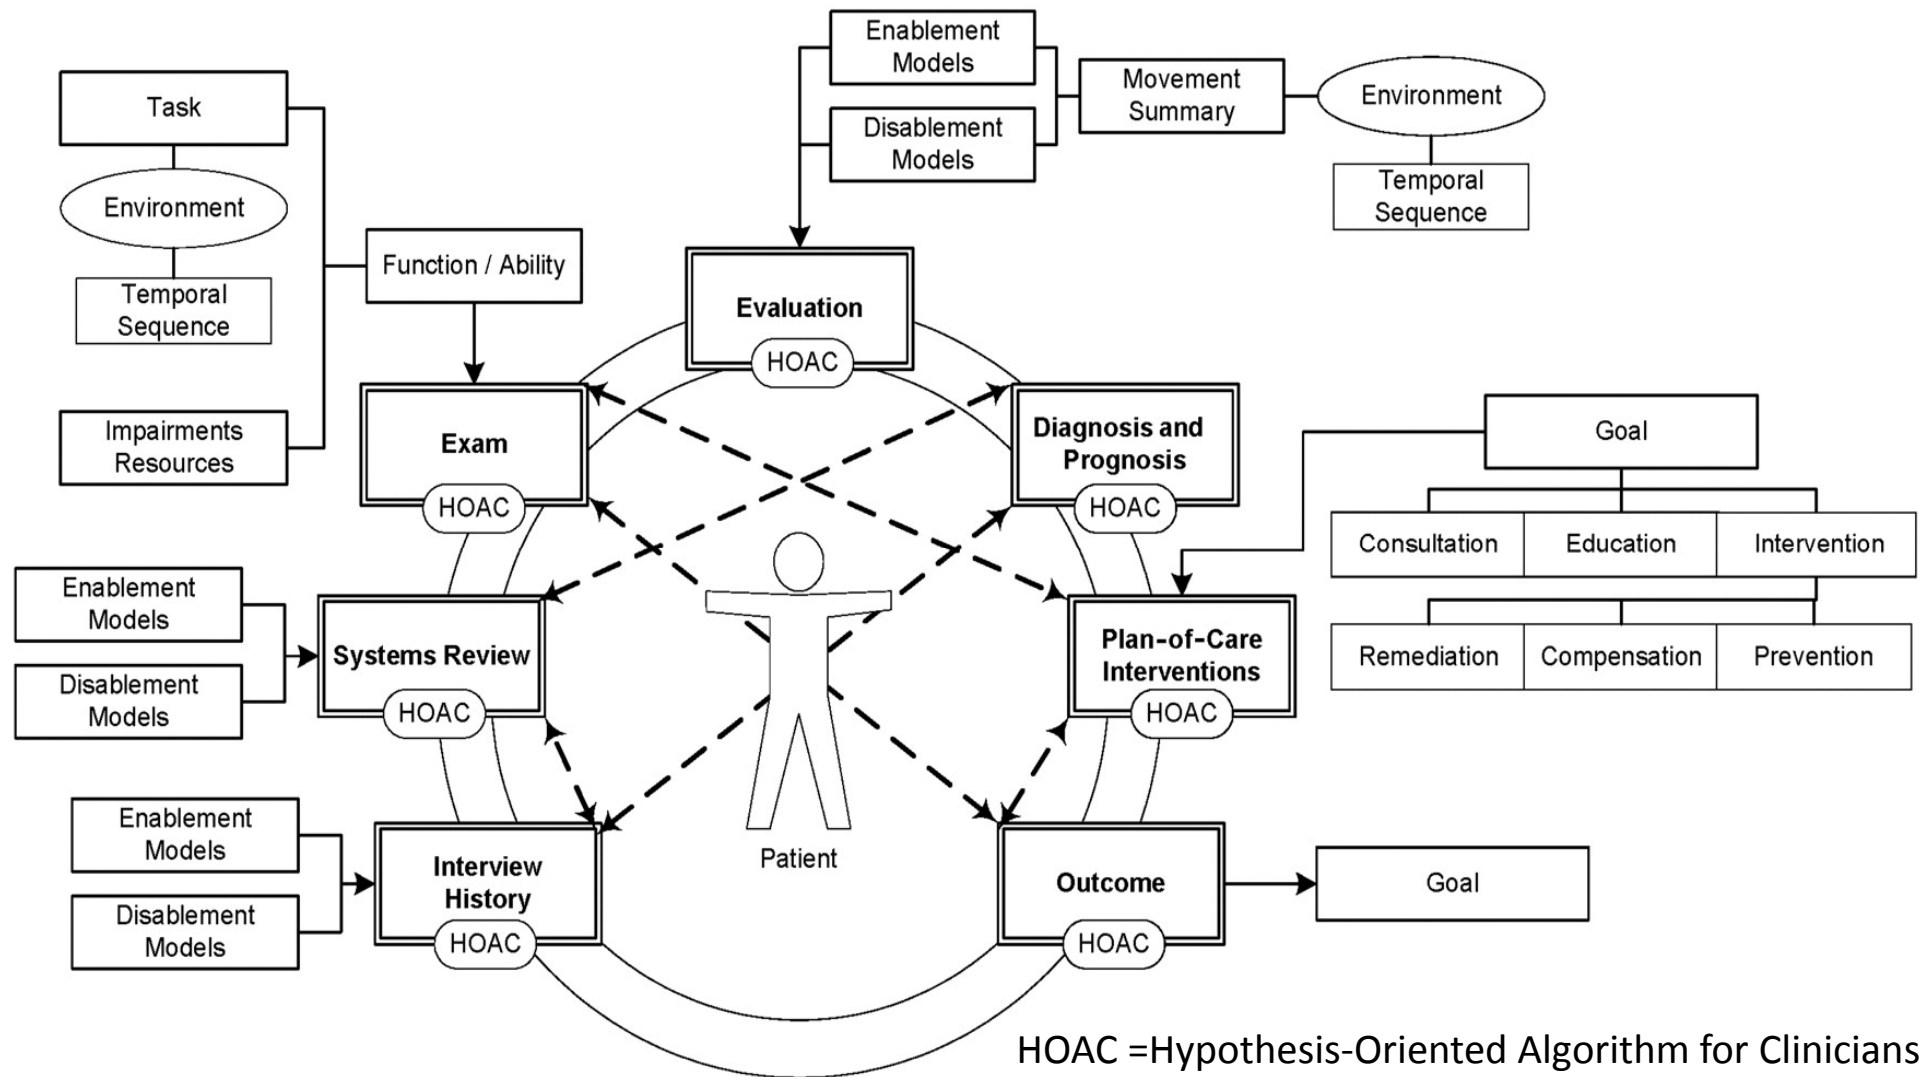 Enablement
Models
Disablement
Models
Movement
Summary
Environment
Temporal
Sequence
Task
Environment
Temporal
Sequence
Function / Ability
Impairments
Resources
Evaluation
HOAC
Exam
HOAC
Diagnosis and
Prognosis
HOAC
Goal
Consultation
Education
Intervention
Remediation
Compensation
Prevention
Enablement
Models
Disablement
Models
Systems Review
HOAC
Plan-of-Care
Interventions
HOAC
Enablement
Models
Disablement
Models
Interview
History
HOAC
Patient
Outcome
HOAC
Goal
HOAC =Hypothesis-Oriented Algorithm for Clinicians